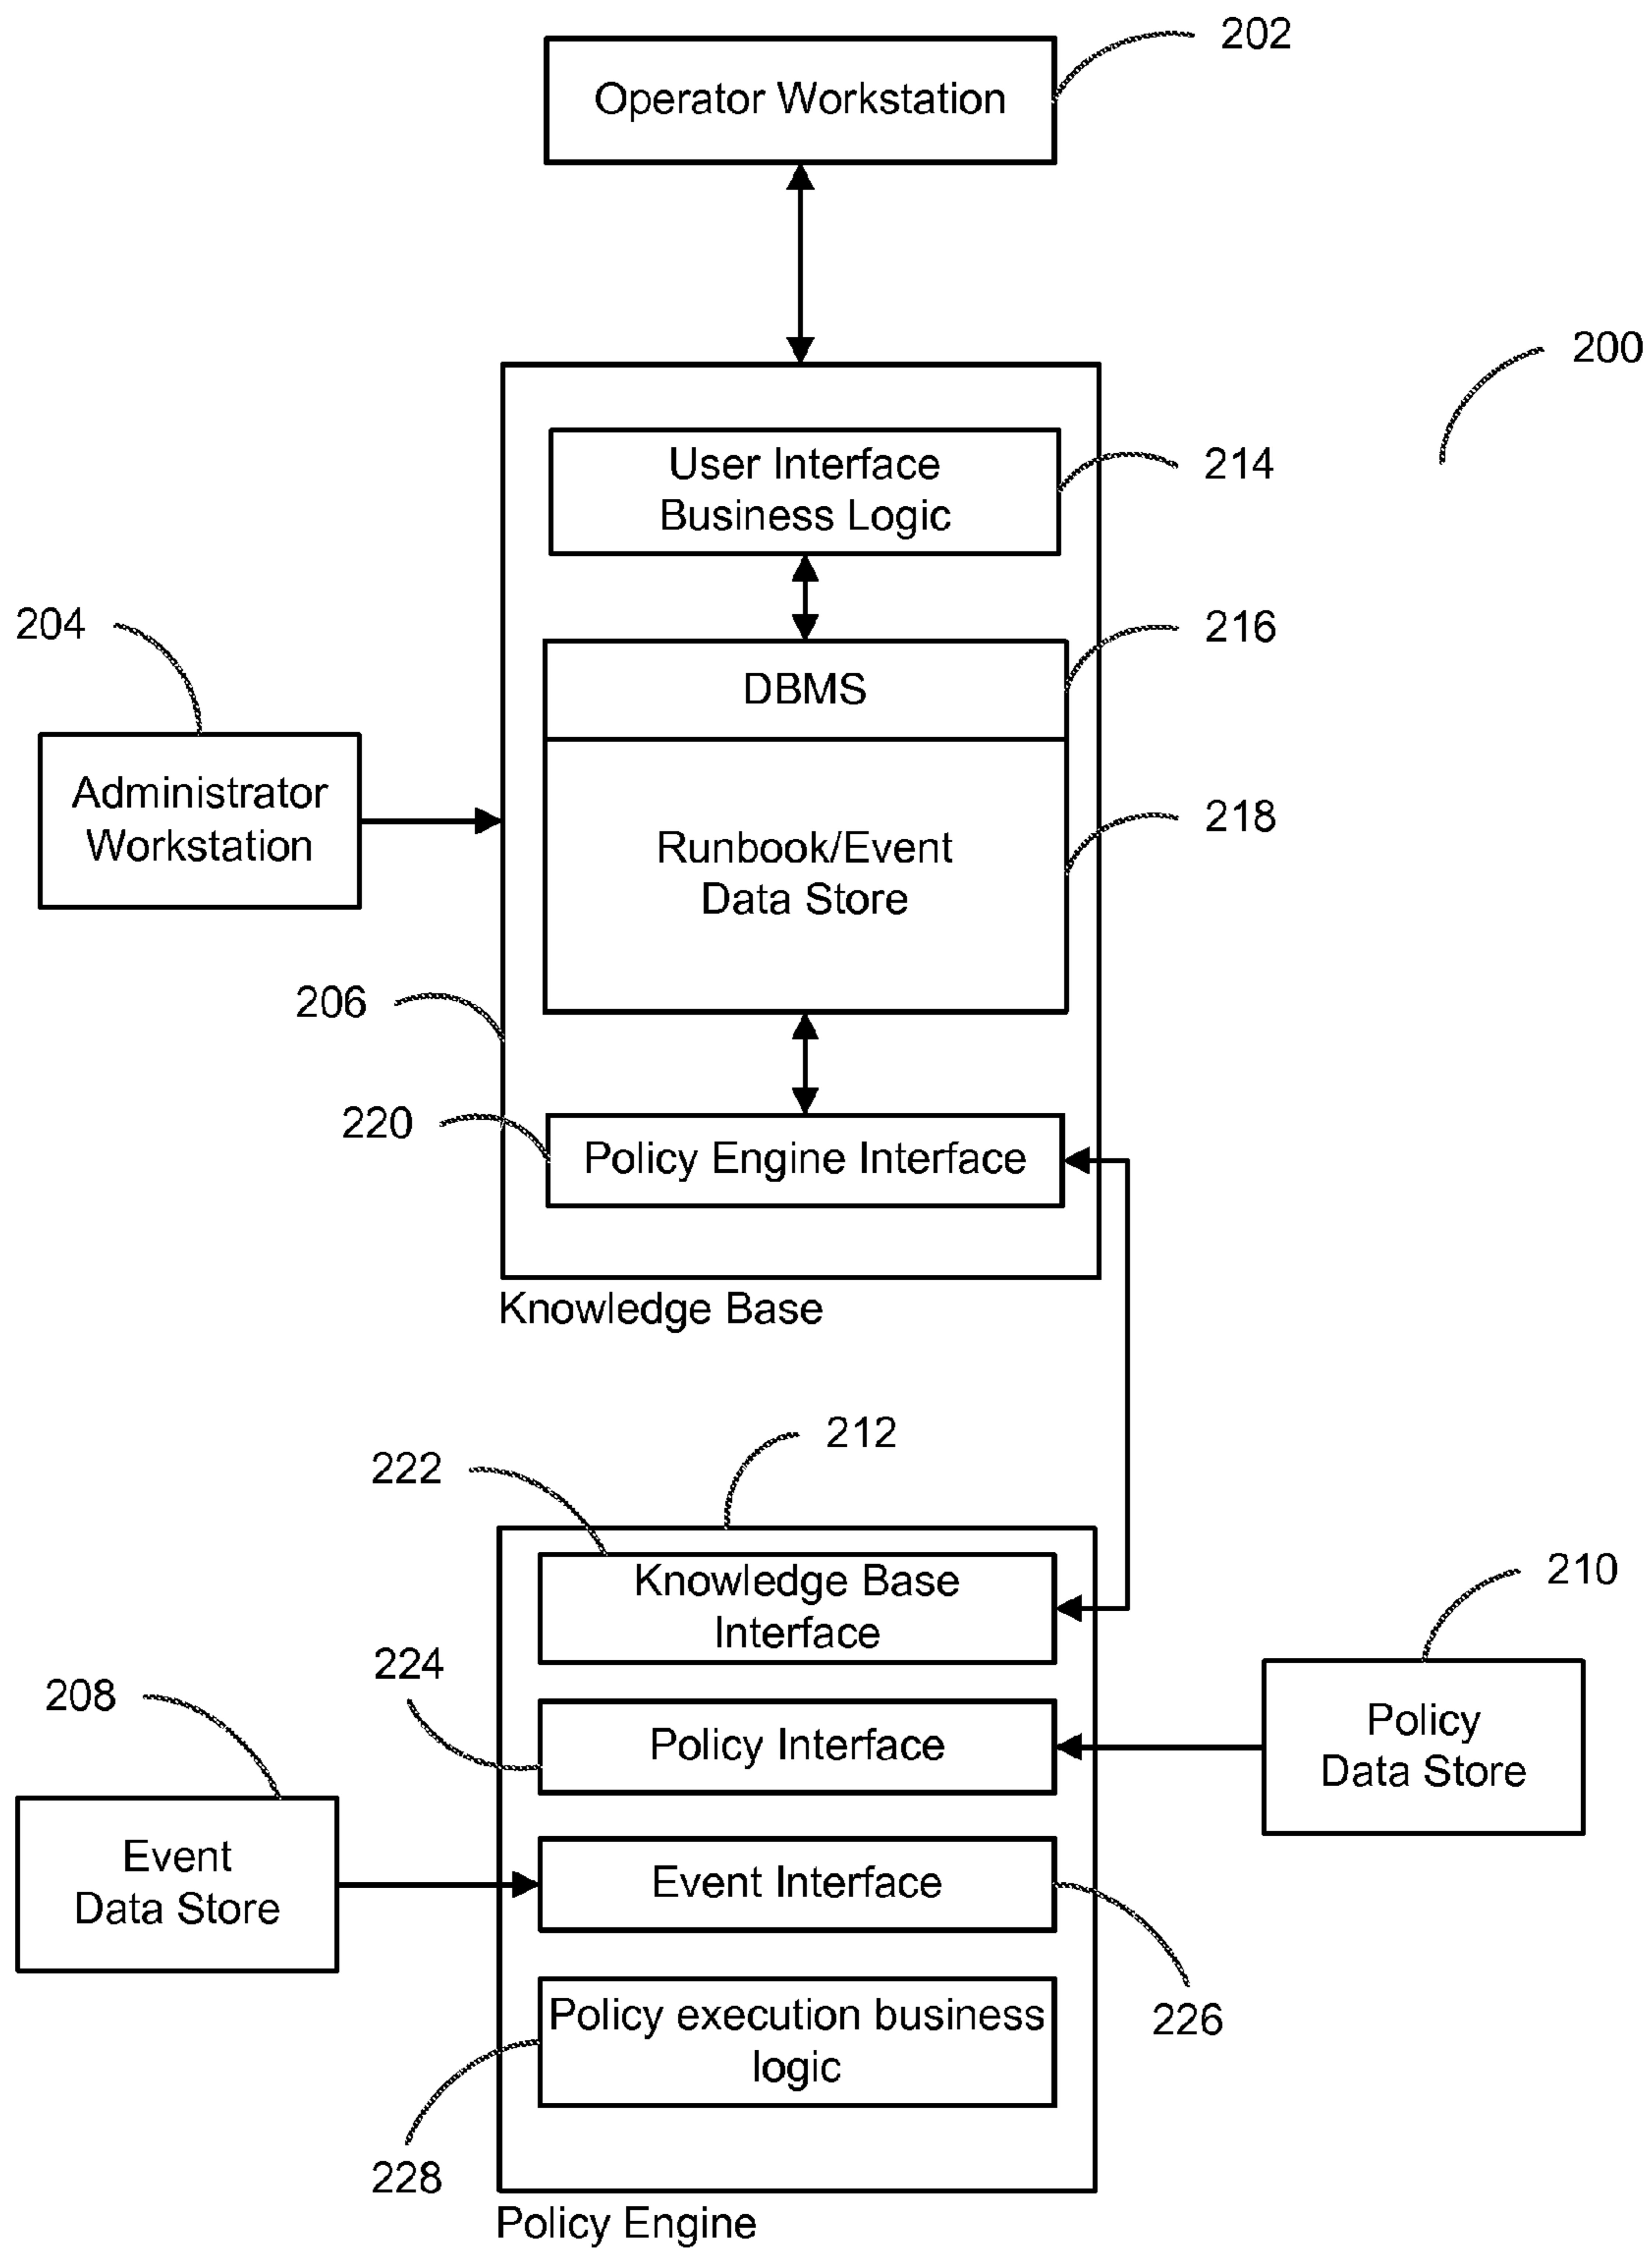 202
Operator Workstation
200
User Interface
Business Logic
214
204
216
DBMS
Administrator
Workstation
218
Runbook/Event
Data Store
206
220
Policy Engine Interface
Knowledge Base
212
222
Knowledge Base
Interface
210
224
208
Policy Interface
Policy
Data Store
Event
Data Store
Event Interface
226
Policy execution business
logic
228
Policy Engine